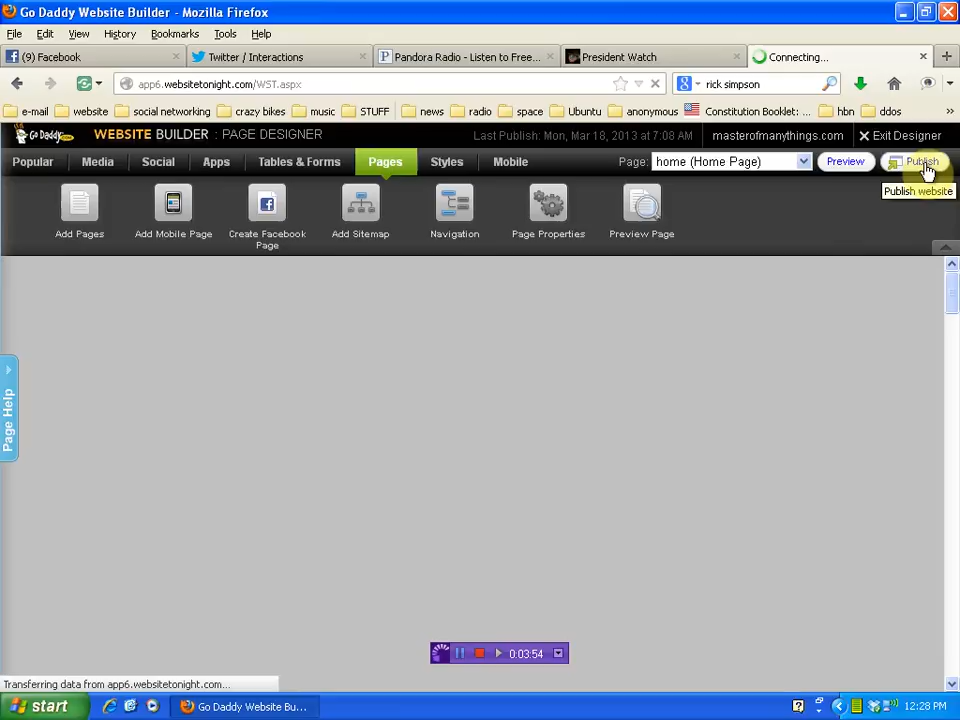 Go Daddy Website Builder - Mozilla Firefox
File Edit View History Bookmarks Tools Help
(9) Facebook Twitter / Interactions Pandora Radio - Listen to Free... President Watch Connecting...
app6.websitetonight.com/WST.aspx rick simpson
e-mail website social networking crazy bikes music STUFF news radio space Ubuntu anonymous Constitution Booklet: ... hbn ddos »
Go Daddy WEBSITE BUILDER : PAGE DESIGNER Last Publish: Mon, Mar 18, 2013 at 7:08 AM masterofmanythings.com Exit Designer
Popular Media Social Apps Tables & Forms Pages Styles Mobile Page: home (Home Page) Preview Publish
Publish website
Add Pages Add Mobile Page Create Facebook Page Add Sitemap Navigation Page Properties Preview Page
Page Help
0:03:54
Transferring data from app6.websitetonight.com...
start Go Daddy Website Bu... 12:28 PM